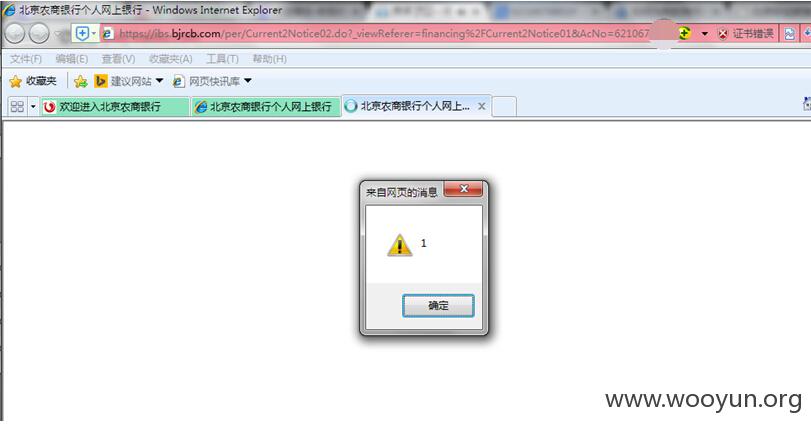 北京农商银行个人网上银行 - Windows Internet Explorer
https://ibs.bjrcb.com/per/Current2Notice02.do?_viewReferer=financing%2FCurrent2Notice01&AcNo=621067
证书错误
文件(F) 编辑(E) 查看(V) 收藏夹(A) 工具(T) 帮助(H)
收藏夹 建议网站 网页快讯库
欢迎进入北京农商银行 北京农商银行个人网上银行 北京农商银行个人网上...
来自网页的消息
1
确定
www.wooyun.org